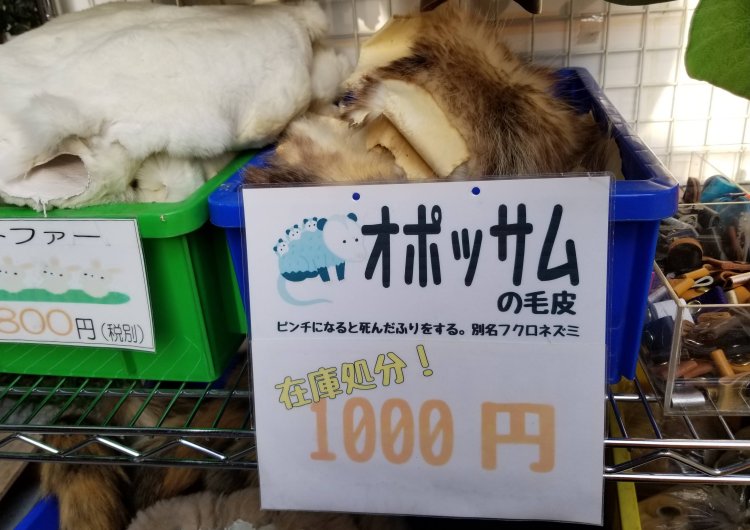 ファー
800円(税別)
オポッサム
の毛皮
ピンチになると死んだふりをする。別名フクロネズミ
在庫処分!
1000円